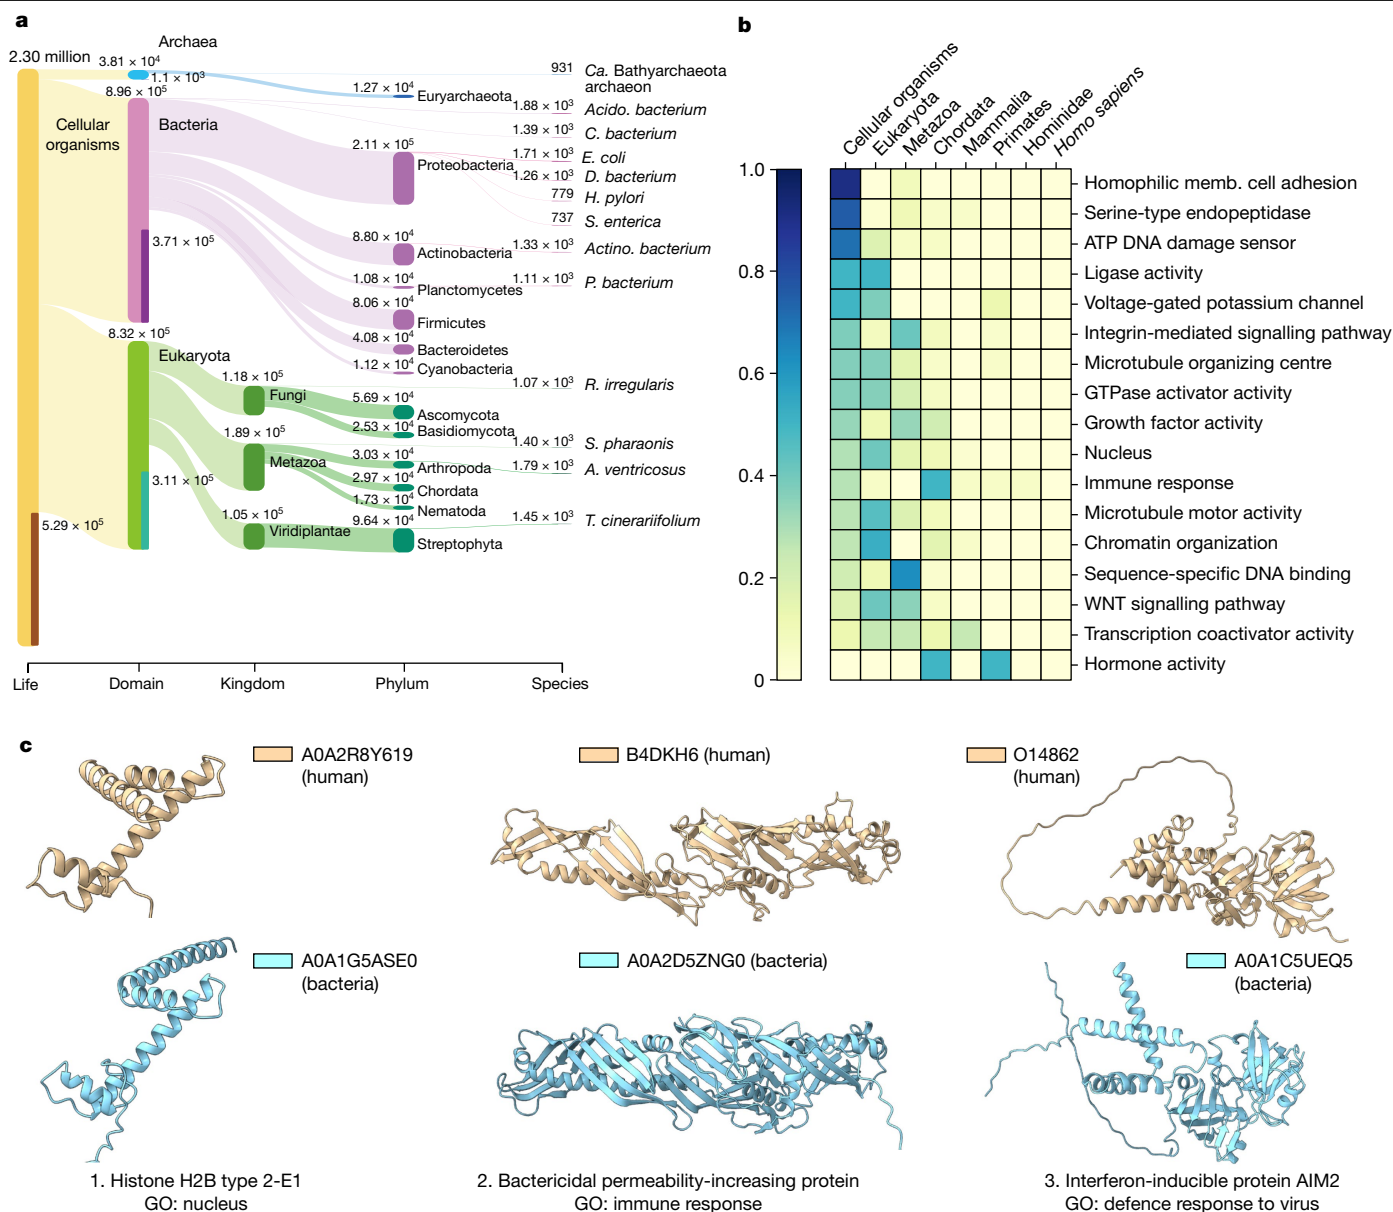 a
2.30 million
Archaea
3.81 × 10⁴
1.1 × 10³
8.96 × 10⁵
Cellular
organisms
Bacteria
3.71 × 10⁵
8.32 × 10⁵
Eukaryota
3.11 × 10⁵
5.29 × 10⁵
1.18 × 10⁵
Fungi
1.89 × 10⁵
Metazoa
1.05 × 10⁵
Viridiplantae
1.27 × 10⁴
Euryarchaeota
2.11 × 10⁵
Proteobacteria
8.80 × 10⁴
Actinobacteria
1.08 × 10⁴
Planctomycetes
8.06 × 10⁴
Firmicutes
4.08 × 10⁴
Bacteroidetes
1.12 × 10⁴
Cyanobacteria
5.69 × 10⁴
Ascomycota
2.53 × 10⁴
Basidiomycota
3.03 × 10⁴
Arthropoda
2.97 × 10⁴
Chordata
1.73 × 10⁴
Nematoda
9.64 × 10⁴
Streptophyta
931 Ca. Bathyarchaeota
archaeon
1.88 × 10³ Acido. bacterium
1.39 × 10³ C. bacterium
1.71 × 10³ E. coli
1.26 × 10³ D. bacterium
779 H. pylori
737 S. enterica
1.33 × 10³ Actino. bacterium
1.11 × 10³ P. bacterium
1.07 × 10³ R. irregularis
1.40 × 10³ S. pharaonis
1.79 × 10³ A. ventricosus
1.45 × 10³ T. cinerariifolium
Life Domain Kingdom Phylum Species
b
Cellular organisms
Eukaryota
Metazoa
Chordata
Mammalia
Primates
Hominidae
Homo sapiens
1.0
0.8
0.6
0.4
0.2
0
Homophilic memb. cell adhesion
Serine-type endopeptidase
ATP DNA damage sensor
Ligase activity
Voltage-gated potassium channel
Integrin-mediated signalling pathway
Microtubule organizing centre
GTPase activator activity
Growth factor activity
Nucleus
Immune response
Microtubule motor activity
Chromatin organization
Sequence-specific DNA binding
WNT signalling pathway
Transcription coactivator activity
Hormone activity
c
A0A2R8Y619
(human)
B4DKH6 (human)
O14862
(human)
A0A1G5ASE0
(bacteria)
A0A2D5ZNG0 (bacteria)
A0A1C5UEQ5
(bacteria)
1. Histone H2B type 2-E1
GO: nucleus
2. Bactericidal permeability-increasing protein
GO: immune response
3. Interferon-inducible protein AIM2
GO: defence response to virus